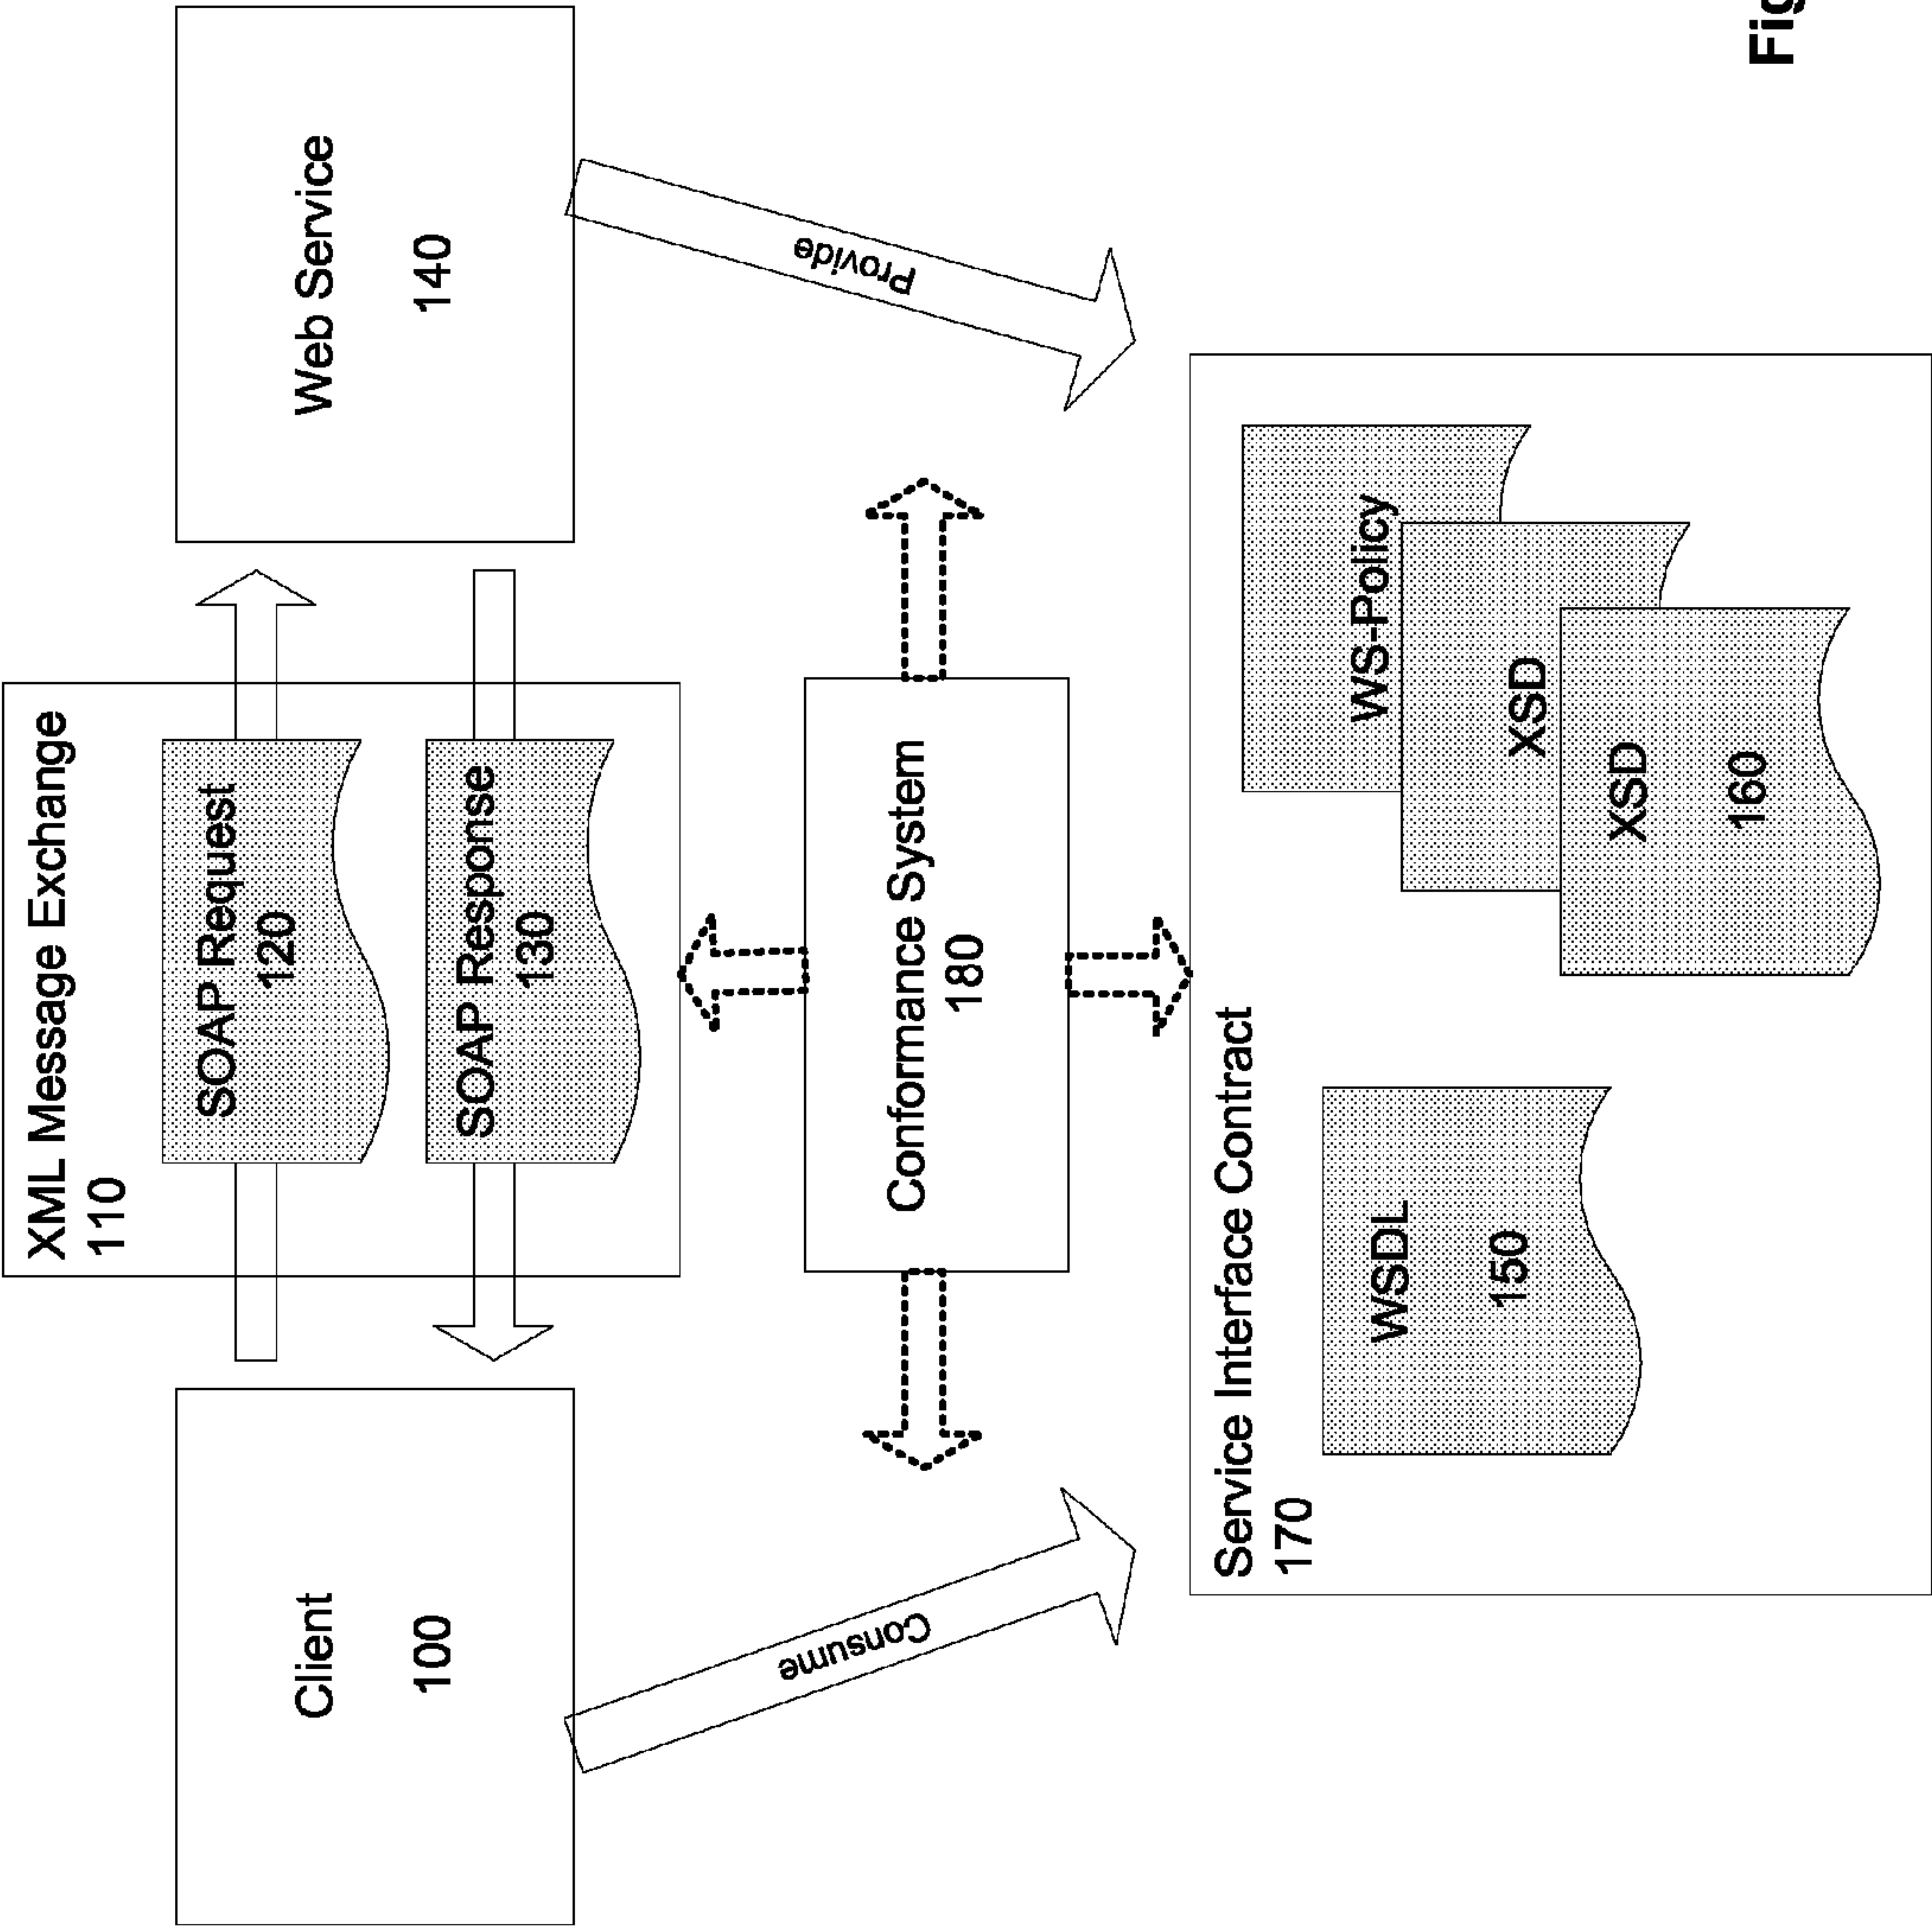 XML Message Exchange
110
SOAP Request
120
SOAP Response
130
Client
100
Web Service
140
Conformance System
180
Consume
Provide
Service Interface Contract
170
WSDL
150
WS-Policy
XSD
XSD
160
Fig